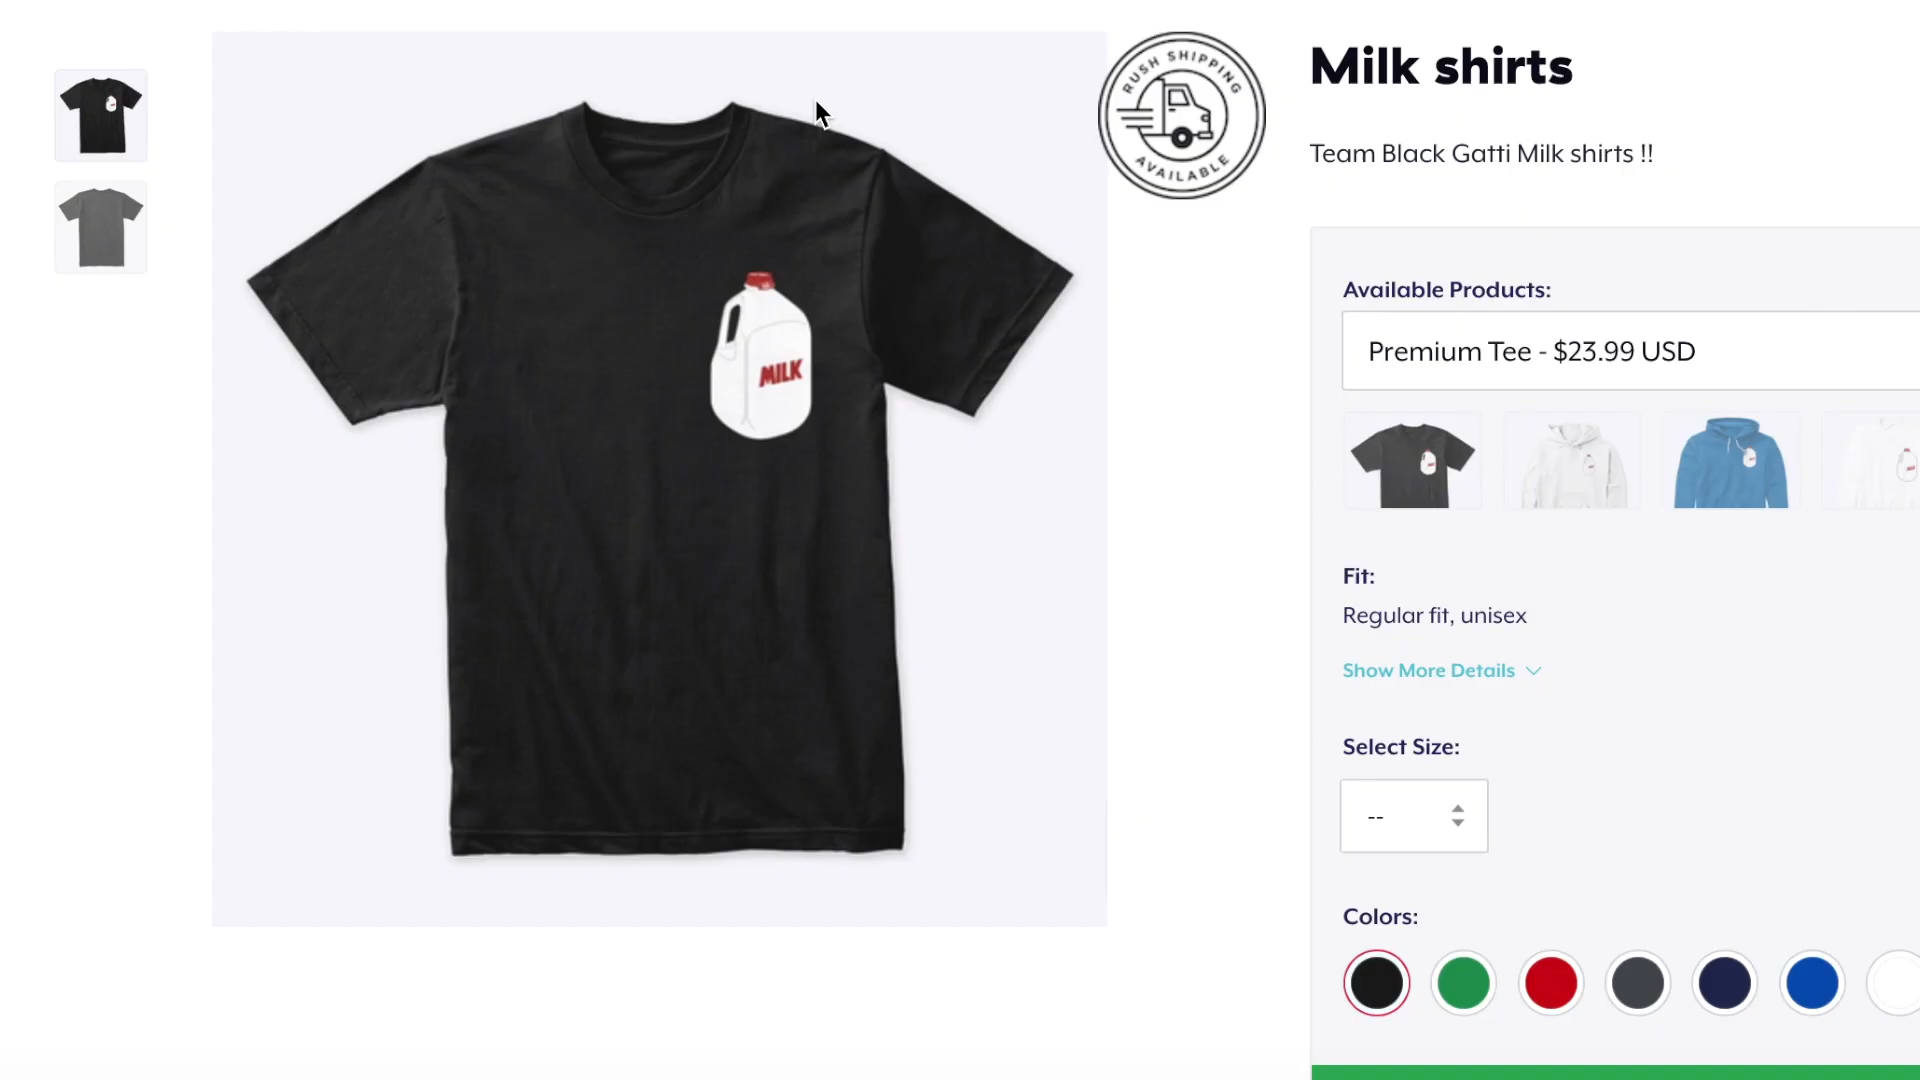 MILK
RUSH SHIPPING
AVAILABLE
Milk shirts
Team Black Gatti Milk shirts !!
Available Products:
Premium Tee - $23.99 USD
Fit:
Regular fit, unisex
Show More Details
Select Size:
--
Colors: